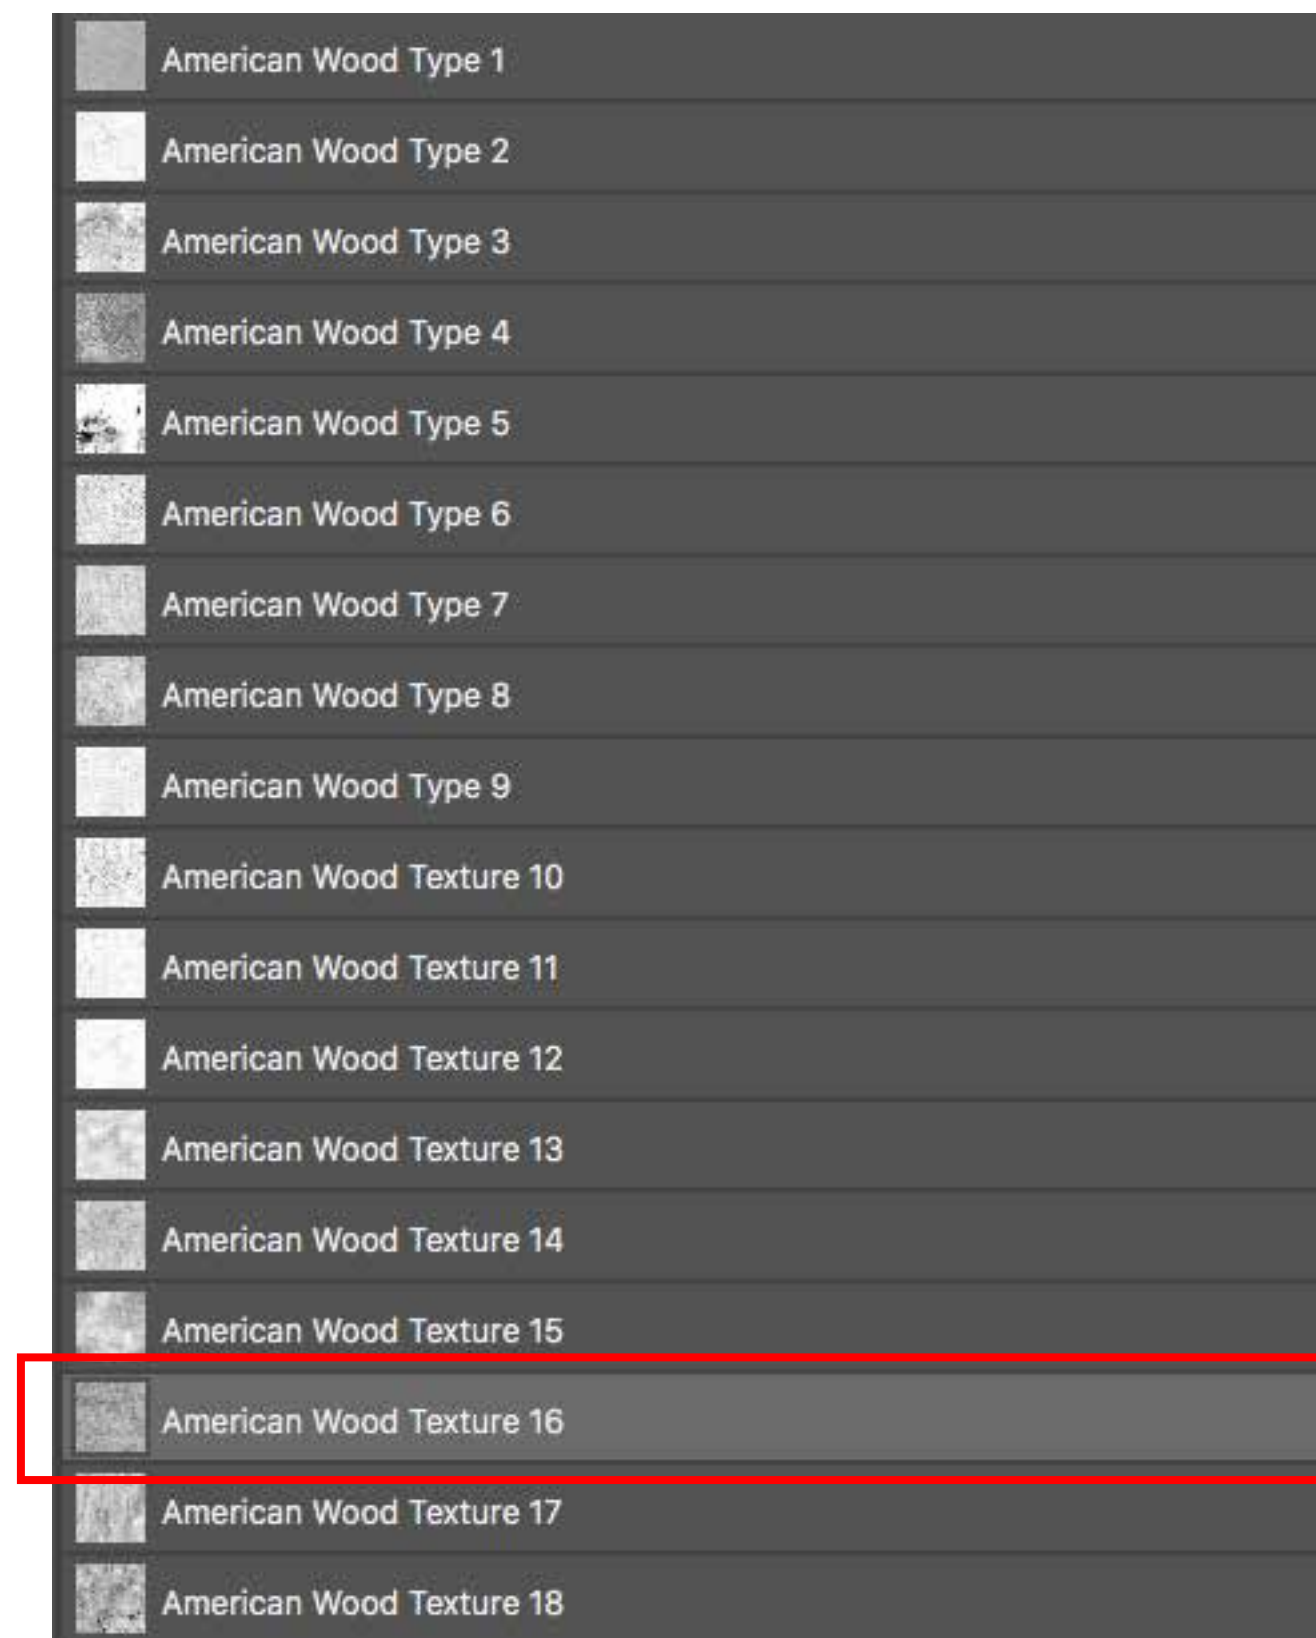 American Wood Type 1
American Wood Type 2
American Wood Type 3
American Wood Type 4
American Wood Type 5
American Wood Type 6
American Wood Type 7
American Wood Type 8
American Wood Type 9
American Wood Texture 10
American Wood Texture 11
American Wood Texture 12
American Wood Texture 13
American Wood Texture 14
American Wood Texture 15
American Wood Texture 16
American Wood Texture 17
American Wood Texture 18